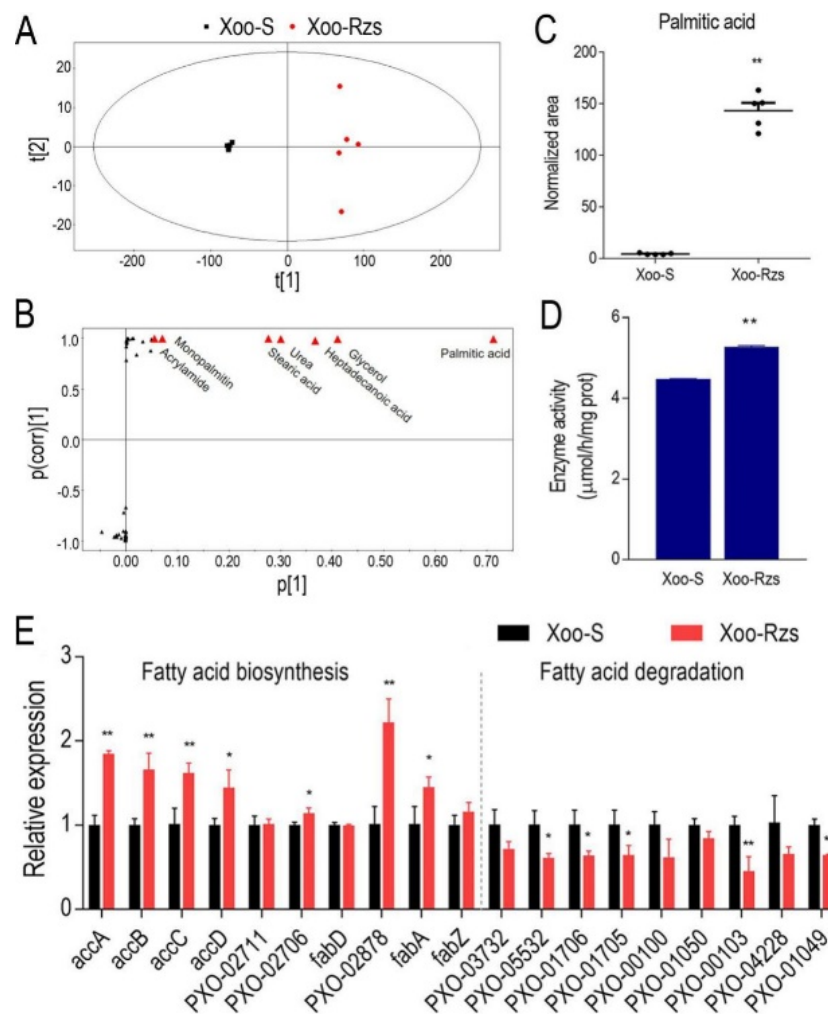 A
Xoo-S
Xoo-Rzs
20
10
0
-10
-20
t[2]
-200
-100
0
100
200
t[1]
B
1.0
0.5
0.0
-0.5
-1.0
p(corr)[1]
Monopalmitin
Acrylamide
Stearic acid
Urea
Heptadecanoic acid
Glycerol
Palmitic acid
0.00
0.10
0.20
0.30
0.40
0.50
0.60
0.70
p[1]
C
Palmitic acid
200
150
100
50
0
Normalized area
**
Xoo-S
Xoo-Rzs
D
6
4
2
0
Enzyme activity
(μmol/h/mg prot)
**
Xoo-S
Xoo-Rzs
E
Xoo-S
Xoo-Rzs
3
2
1
0
Relative expression
Fatty acid biosynthesis
Fatty acid degradation
**
**
**
*
*
**
*
*
*
*
**
*
accA
accB
accC
accD
PXO-02711
PXO-02706
fabD
PXO-02878
fabA
fabZ
PXO-03732
PXO-05532
PXO-01706
PXO-01705
PXO-00100
PXO-01050
PXO-00103
PXO-04228
PXO-01049